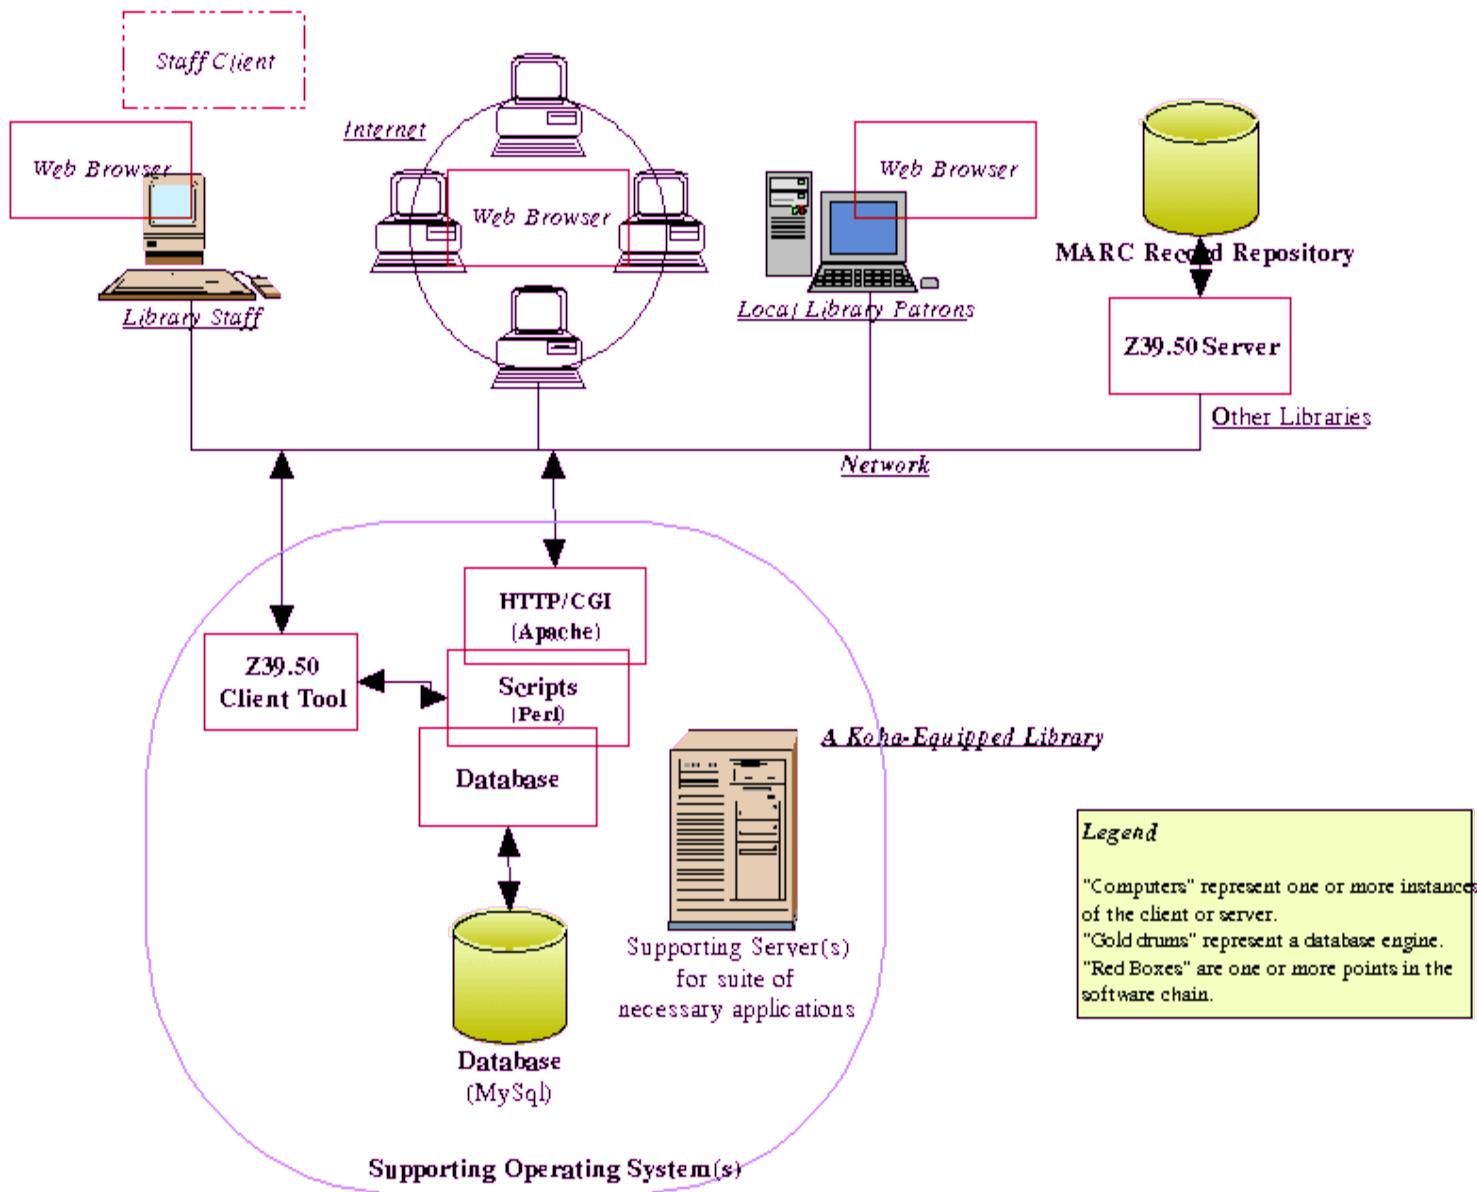 Staff Client
Internet
Web Browser
Web Browser
Web Browser
MARC Record Repository
Library Staff
Local Library Patrons
Z39.50 Server
Other Libraries
Network
HTTP/CGI
(Apache)
Z39.50
Client Tool
Scripts
(Perl)
A Koha-Equipped Library
Database
Legend
"Computers" represent one or more instances
of the client or server.
"Gold drums" represent a database engine.
"Red Boxes" are one or more points in the
software chain.
Supporting Server(s)
for suite of
necessary applications
Database
(MySql)
Supporting Operating System(s)